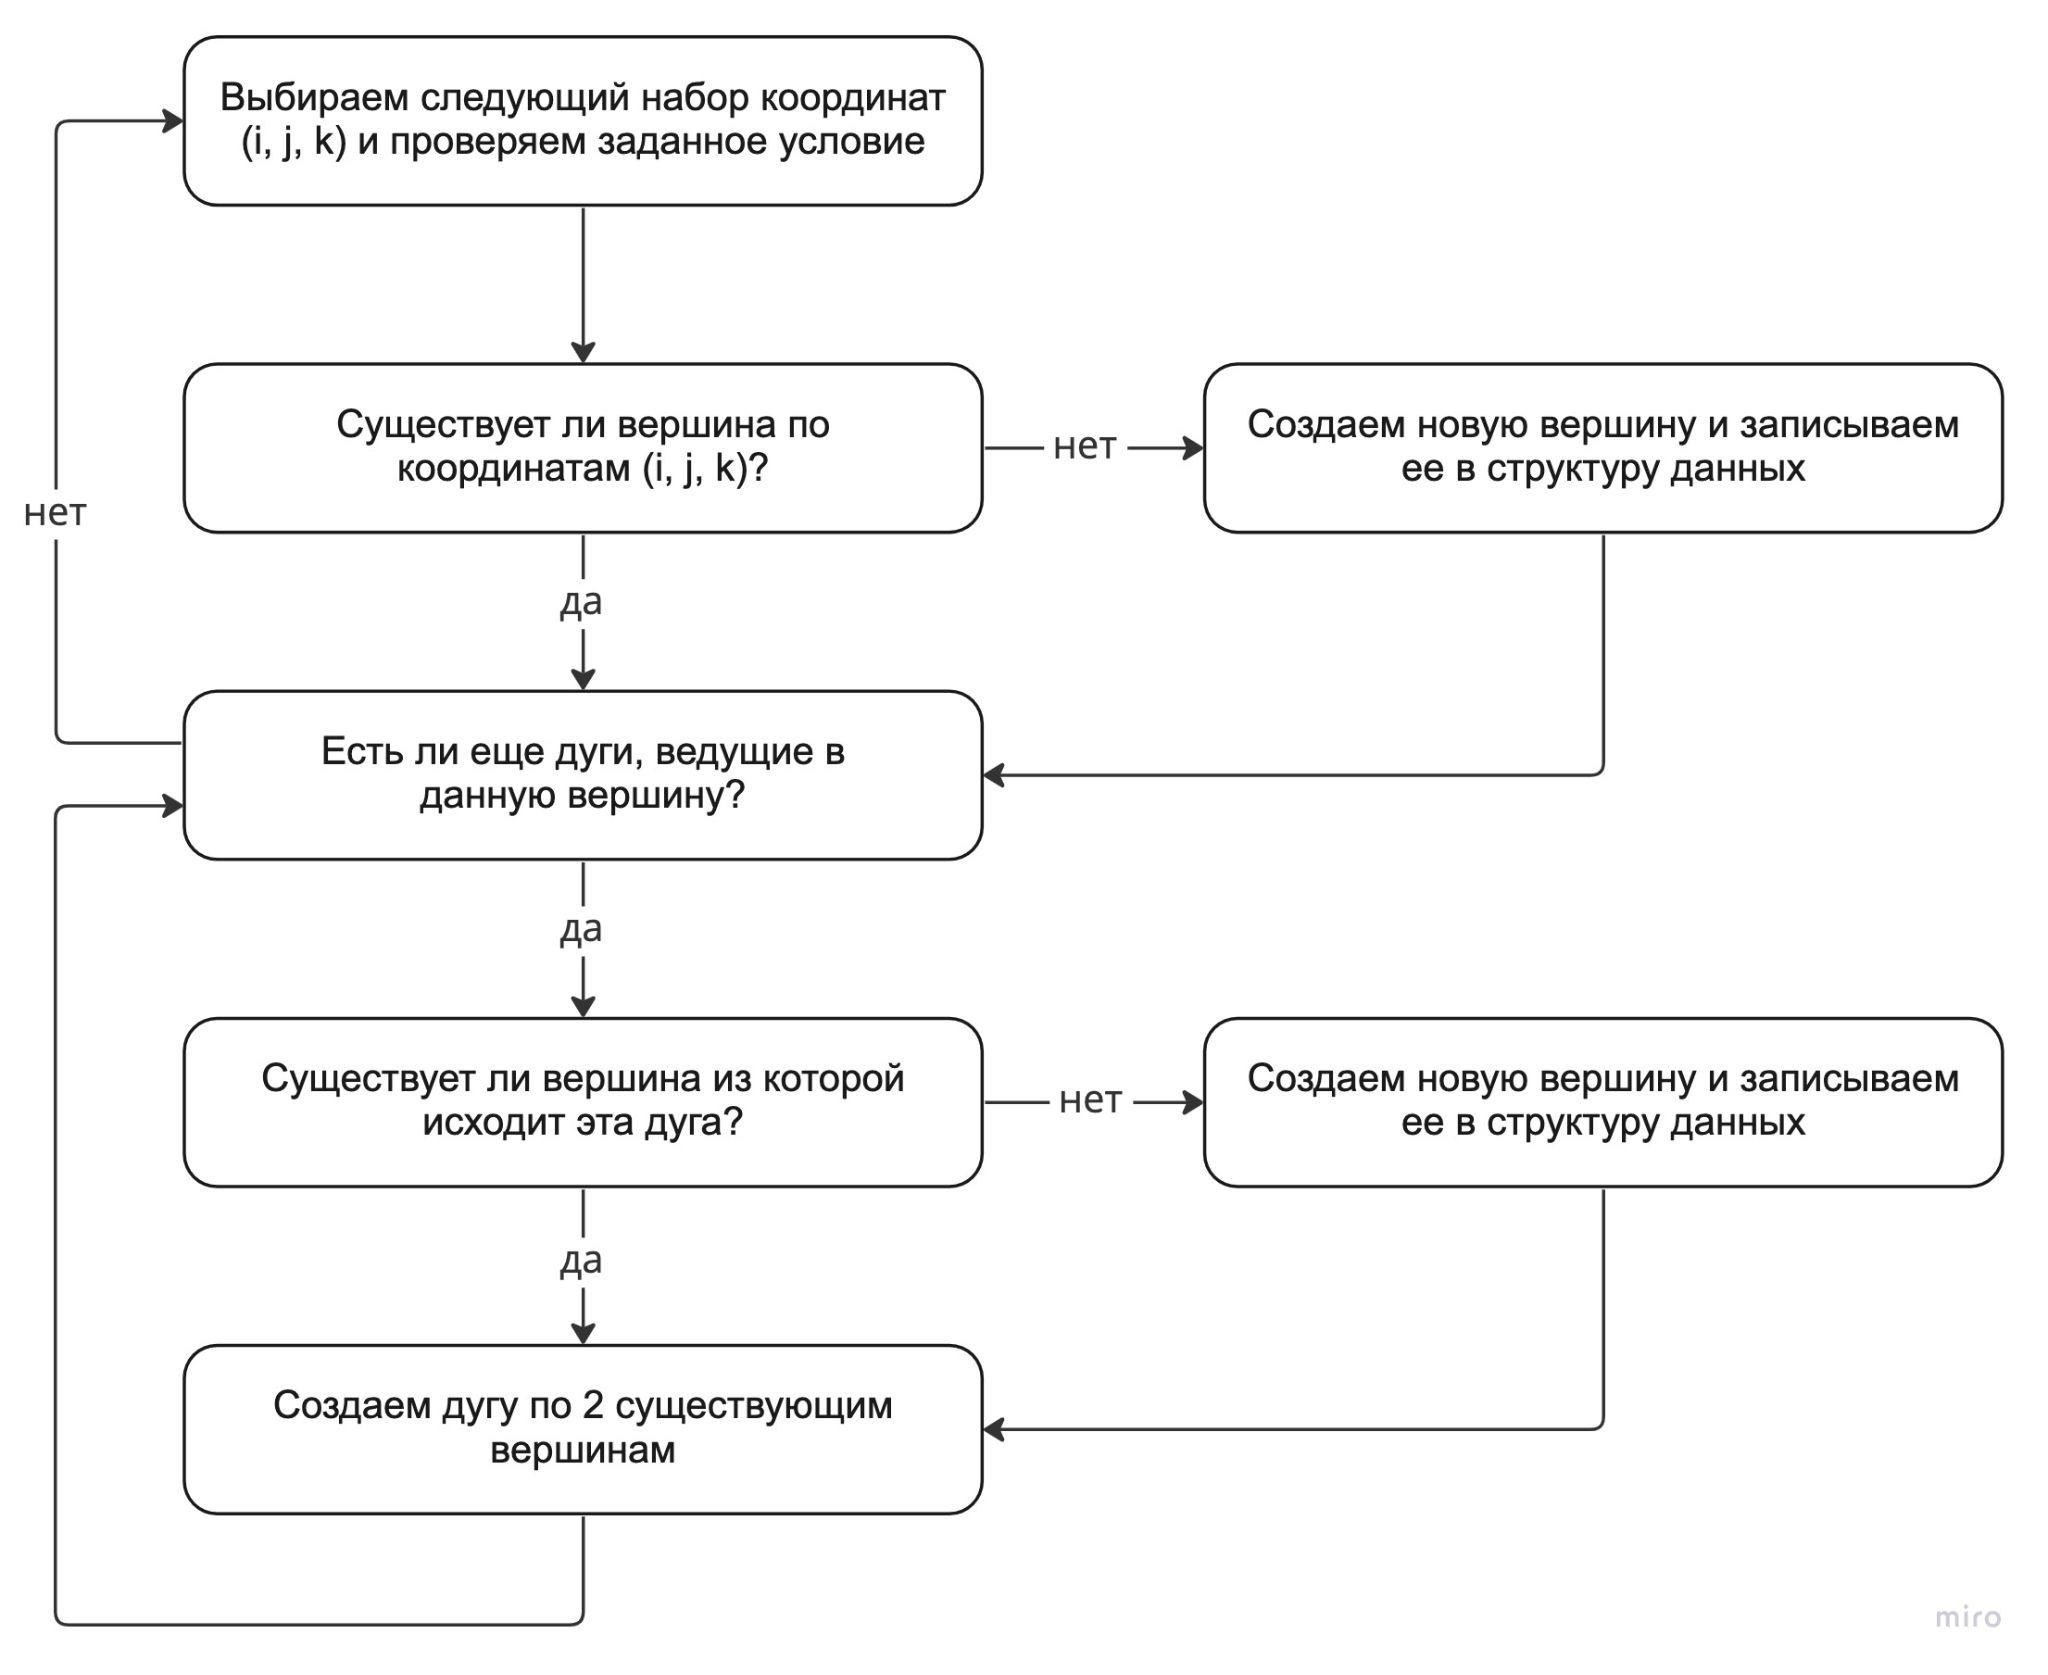 Выбираем следующий набор координат
(i, j, k) и проверяем заданное условие
Существует ли вершина по
координатам (i, j, k)?
нет
Создаем новую вершину и записываем
ее в структуру данных
нет
да
Есть ли еще дуги, ведущие в
данную вершину?
да
Существует ли вершина из которой
исходит эта дуга?
нет
Создаем новую вершину и записываем
ее в структуру данных
да
Создаем дугу по 2 существующим
вершинам
miro